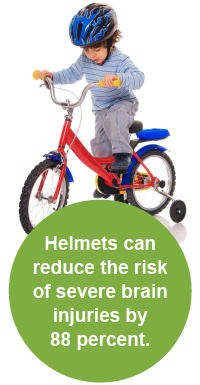 Helmets can
reduce the risk
of severe brain
injuries by
88 percent.